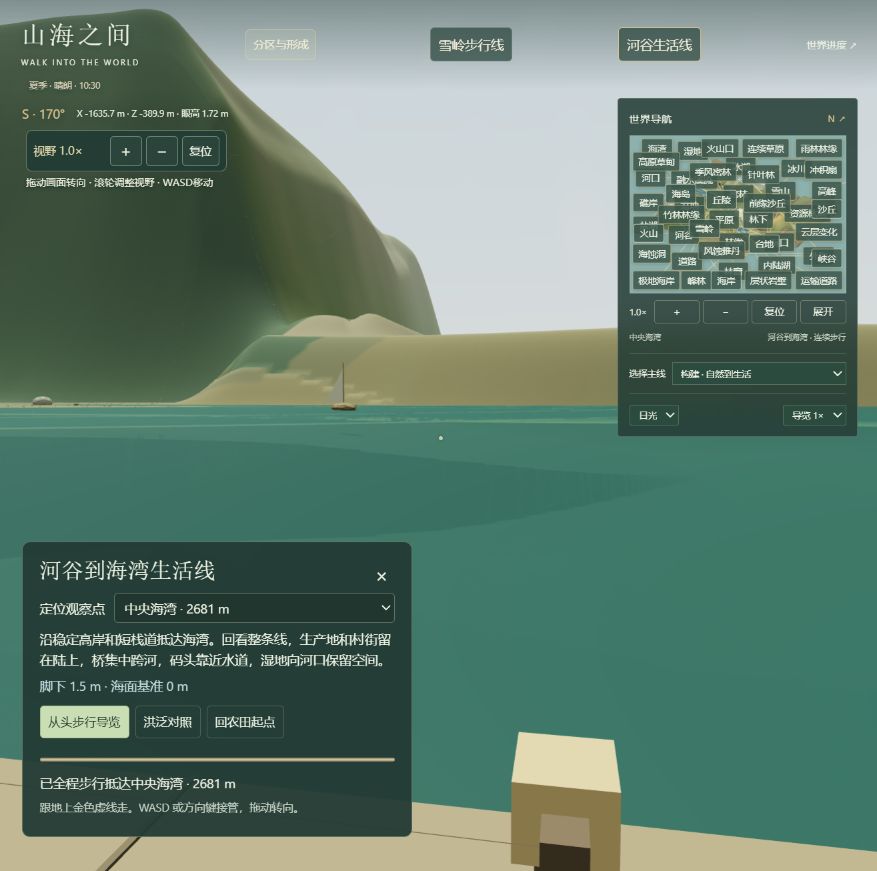 山海之间
WALK INTO THE WORLD
夏季 · 晴朗 · 10:30
S · 170° X -1635.7 m · Z -389.9 m · 眼高 1.72 m
视野 1.0× + − 复位
拖动画面转向 · 滚轮调整视野 · WASD移动
分区与形成
雪岭步行线
河谷生活线
世界进度 ↗
世界导航 N ↗
海湾 火山口 连续草原 雨林林缘
高原草甸
河口 季风密林 针叶林 冰川 冲积扇
海岛 高峰
礁岸 丘陵 前缘沙丘 沙丘
竹林林缘 平原 林下
火山 雪岭 云层变化
海蚀洞 风蚀雅丹 台地
道路 内陆湖 峡谷
极地海岸 峰林 海岸 层状岩壁 运输道路
1.0× + − 复位 展开
中央海湾 河谷到海湾 · 连续步行
选择主线 构建 · 自然到生活
日光 导览 1×
河谷到海湾生活线 ×
定位观察点 中央海湾 · 2681 m
沿稳定高岸和短栈道抵达海湾。回看整条线，生产地和村街留
在陆上，桥集中跨河，码头靠近水道，湿地向河口保留空间。
脚下 1.5 m · 海面基准 0 m
从头步行导览 洪泛对照 回农田起点
已全程步行抵达中央海湾 · 2681 m
跟地上金色虚线走。WASD 或方向键接管，拖动转向。